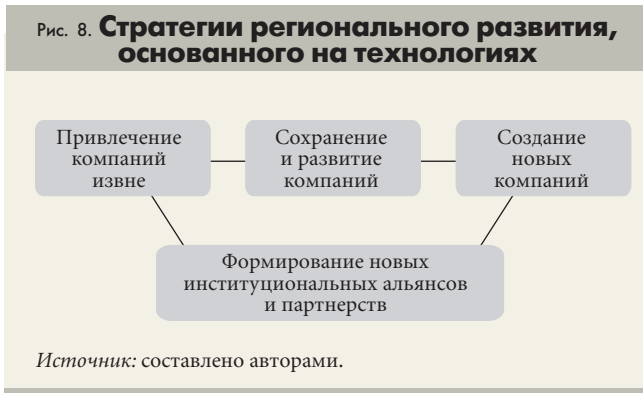 Рис. 8. Стратегии регионального развития,
основанного на технологиях
Привлечение
компаний
извне
Сохранение
и развитие
компаний
Создание
новых
компаний
Формирование новых
институциональных альянсов
и партнерств
Источник: составлено авторами.